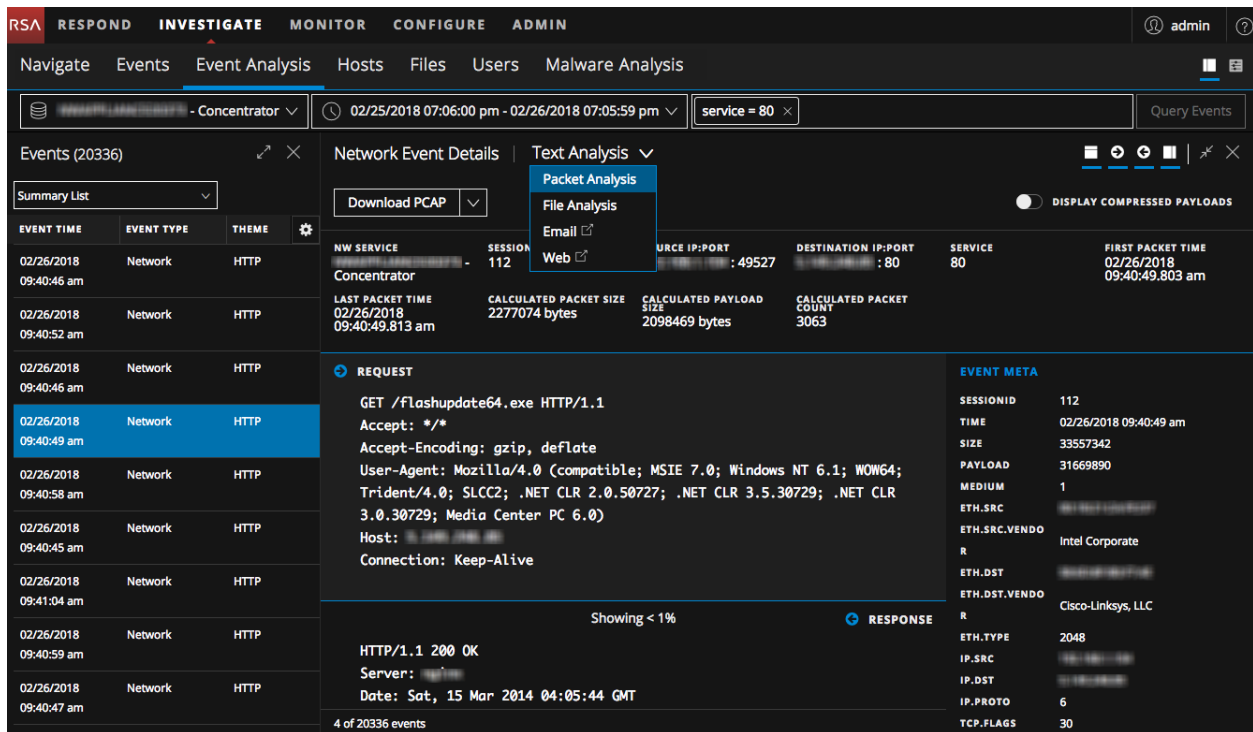 RSA RESPOND INVESTIGATE MONITOR CONFIGURE ADMIN admin ?
Navigate Events Event Analysis Hosts Files Users Malware Analysis
- Concentrator 02/25/2018 07:06:00 pm - 02/26/2018 07:05:59 pm service = 80 × Query Events
Events (20336)
Summary List
EVENT TIME EVENT TYPE THEME
02/26/2018 Network HTTP
09:40:46 am
02/26/2018 Network HTTP
09:40:52 am
02/26/2018 Network HTTP
09:40:46 am
02/26/2018 Network HTTP
09:40:49 am
02/26/2018 Network HTTP
09:40:58 am
02/26/2018 Network HTTP
09:40:45 am
02/26/2018 Network HTTP
09:41:04 am
02/26/2018 Network HTTP
09:40:59 am
02/26/2018 Network HTTP
09:40:47 am
Network Event Details | Text Analysis
Packet Analysis
File Analysis
Email
Web
Download PCAP
DISPLAY COMPRESSED PAYLOADS
NW SERVICE
-
Concentrator
SESSION
112
URCE IP:PORT
: 49527
DESTINATION IP:PORT
: 80
SERVICE
80
FIRST PACKET TIME
02/26/2018
09:40:49.803 am
LAST PACKET TIME
02/26/2018
09:40:49.813 am
CALCULATED PACKET SIZE
2277074 bytes
CALCULATED PAYLOAD
SIZE
2098469 bytes
CALCULATED PACKET
COUNT
3063
REQUEST
GET /flashupdate64.exe HTTP/1.1
Accept: */*
Accept-Encoding: gzip, deflate
User-Agent: Mozilla/4.0 (compatible; MSIE 7.0; Windows NT 6.1; WOW64;
Trident/4.0; SLCC2; .NET CLR 2.0.50727; .NET CLR 3.5.30729; .NET CLR
3.0.30729; Media Center PC 6.0)
Host:
Connection: Keep-Alive
Showing < 1% RESPONSE
HTTP/1.1 200 OK
Server:
Date: Sat, 15 Mar 2014 04:05:44 GMT
4 of 20336 events
EVENT META
SESSIONID 112
TIME 02/26/2018 09:40:49 am
SIZE 33557342
PAYLOAD 31669890
MEDIUM 1
ETH.SRC
ETH.SRC.VENDO
R Intel Corporate
ETH.DST
ETH.DST.VENDO
R Cisco-Linksys, LLC
ETH.TYPE 2048
IP.SRC
IP.DST
IP.PROTO 6
TCP.FLAGS 30